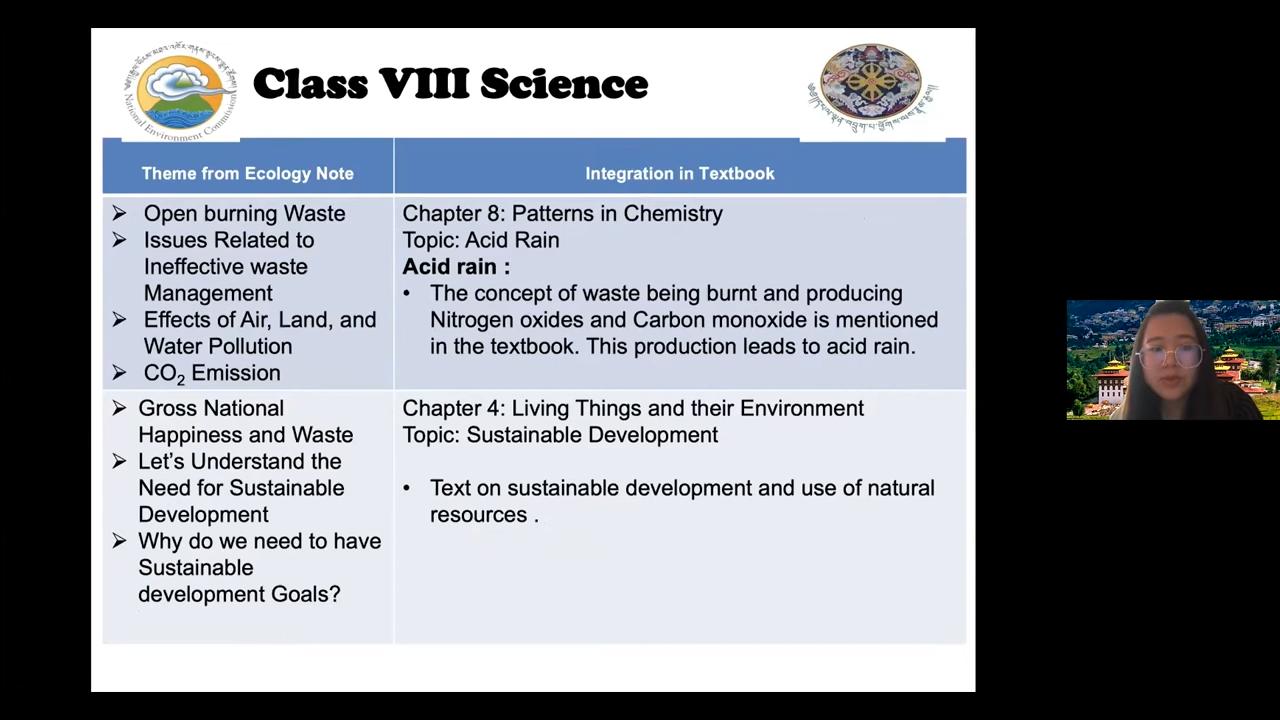 Class VIII Science
National Environment Commission
Theme from Ecology Note
Integration in Textbook
➢ Open burning Waste
➢ Issues Related to
Ineffective waste
Management
➢ Effects of Air, Land, and
Water Pollution
➢ CO₂ Emission
Chapter 8: Patterns in Chemistry
Topic: Acid Rain
Acid rain :
• The concept of waste being burnt and producing
Nitrogen oxides and Carbon monoxide is mentioned
in the textbook. This production leads to acid rain.
➢ Gross National
Happiness and Waste
➢ Let’s Understand the
Need for Sustainable
Development
➢ Why do we need to have
Sustainable
development Goals?
Chapter 4: Living Things and their Environment
Topic: Sustainable Development
• Text on sustainable development and use of natural
resources .